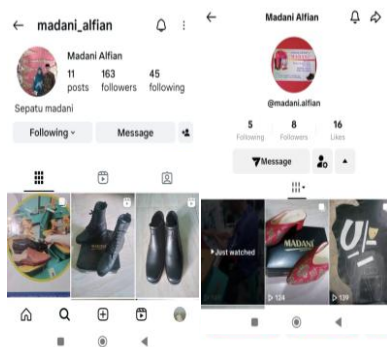 madani_alfian
Madani Alfian
11 163 45
posts followers following
Sepatu madani
Following Message
Madani Alfian
@madani.alfian
5 8 16
Following Followers Likes
Message
Just watched
MADANI
124
139